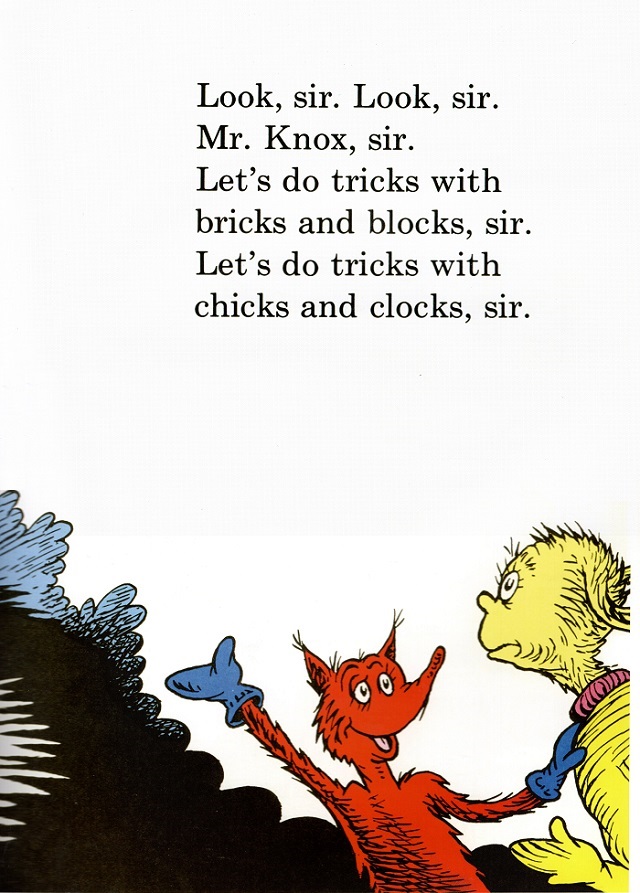 Look, sir. Look, sir.
Mr. Knox, sir.
Let's do tricks with
bricks and blocks, sir.
Let's do tricks with
chicks and clocks, sir.